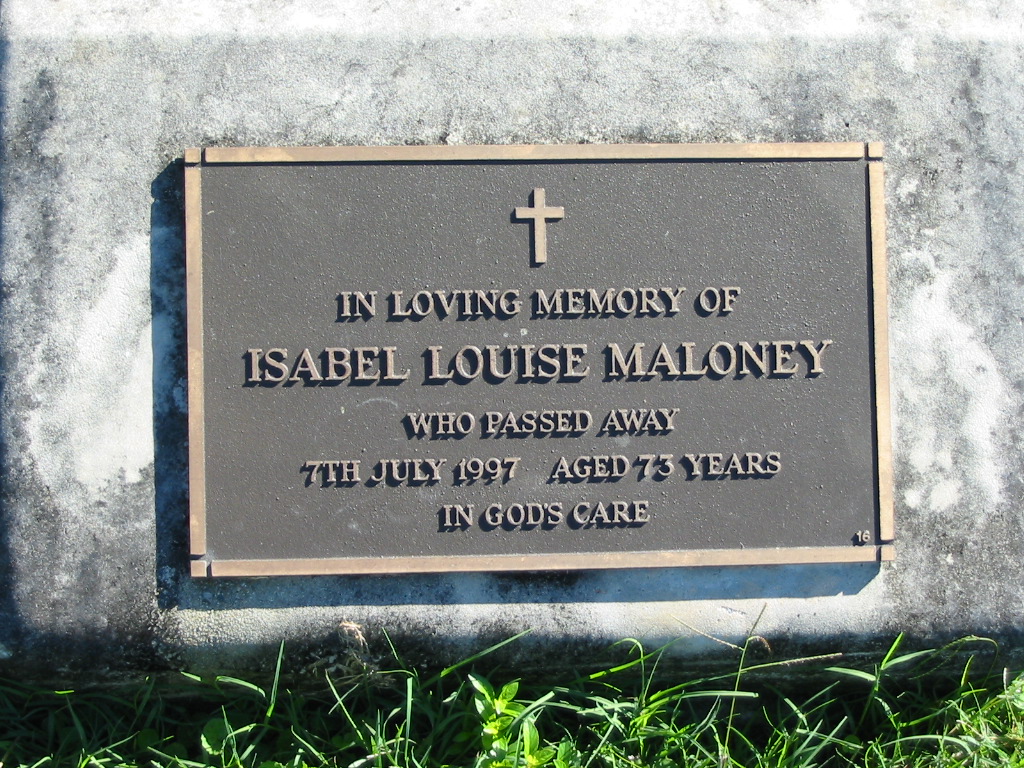 IN LOVING MEMORY OF
ISABEL LOUISE MALONEY
WHO PASSED AWAY
7TH JULY 1997 AGED 73 YEARS
IN GOD'S CARE
16